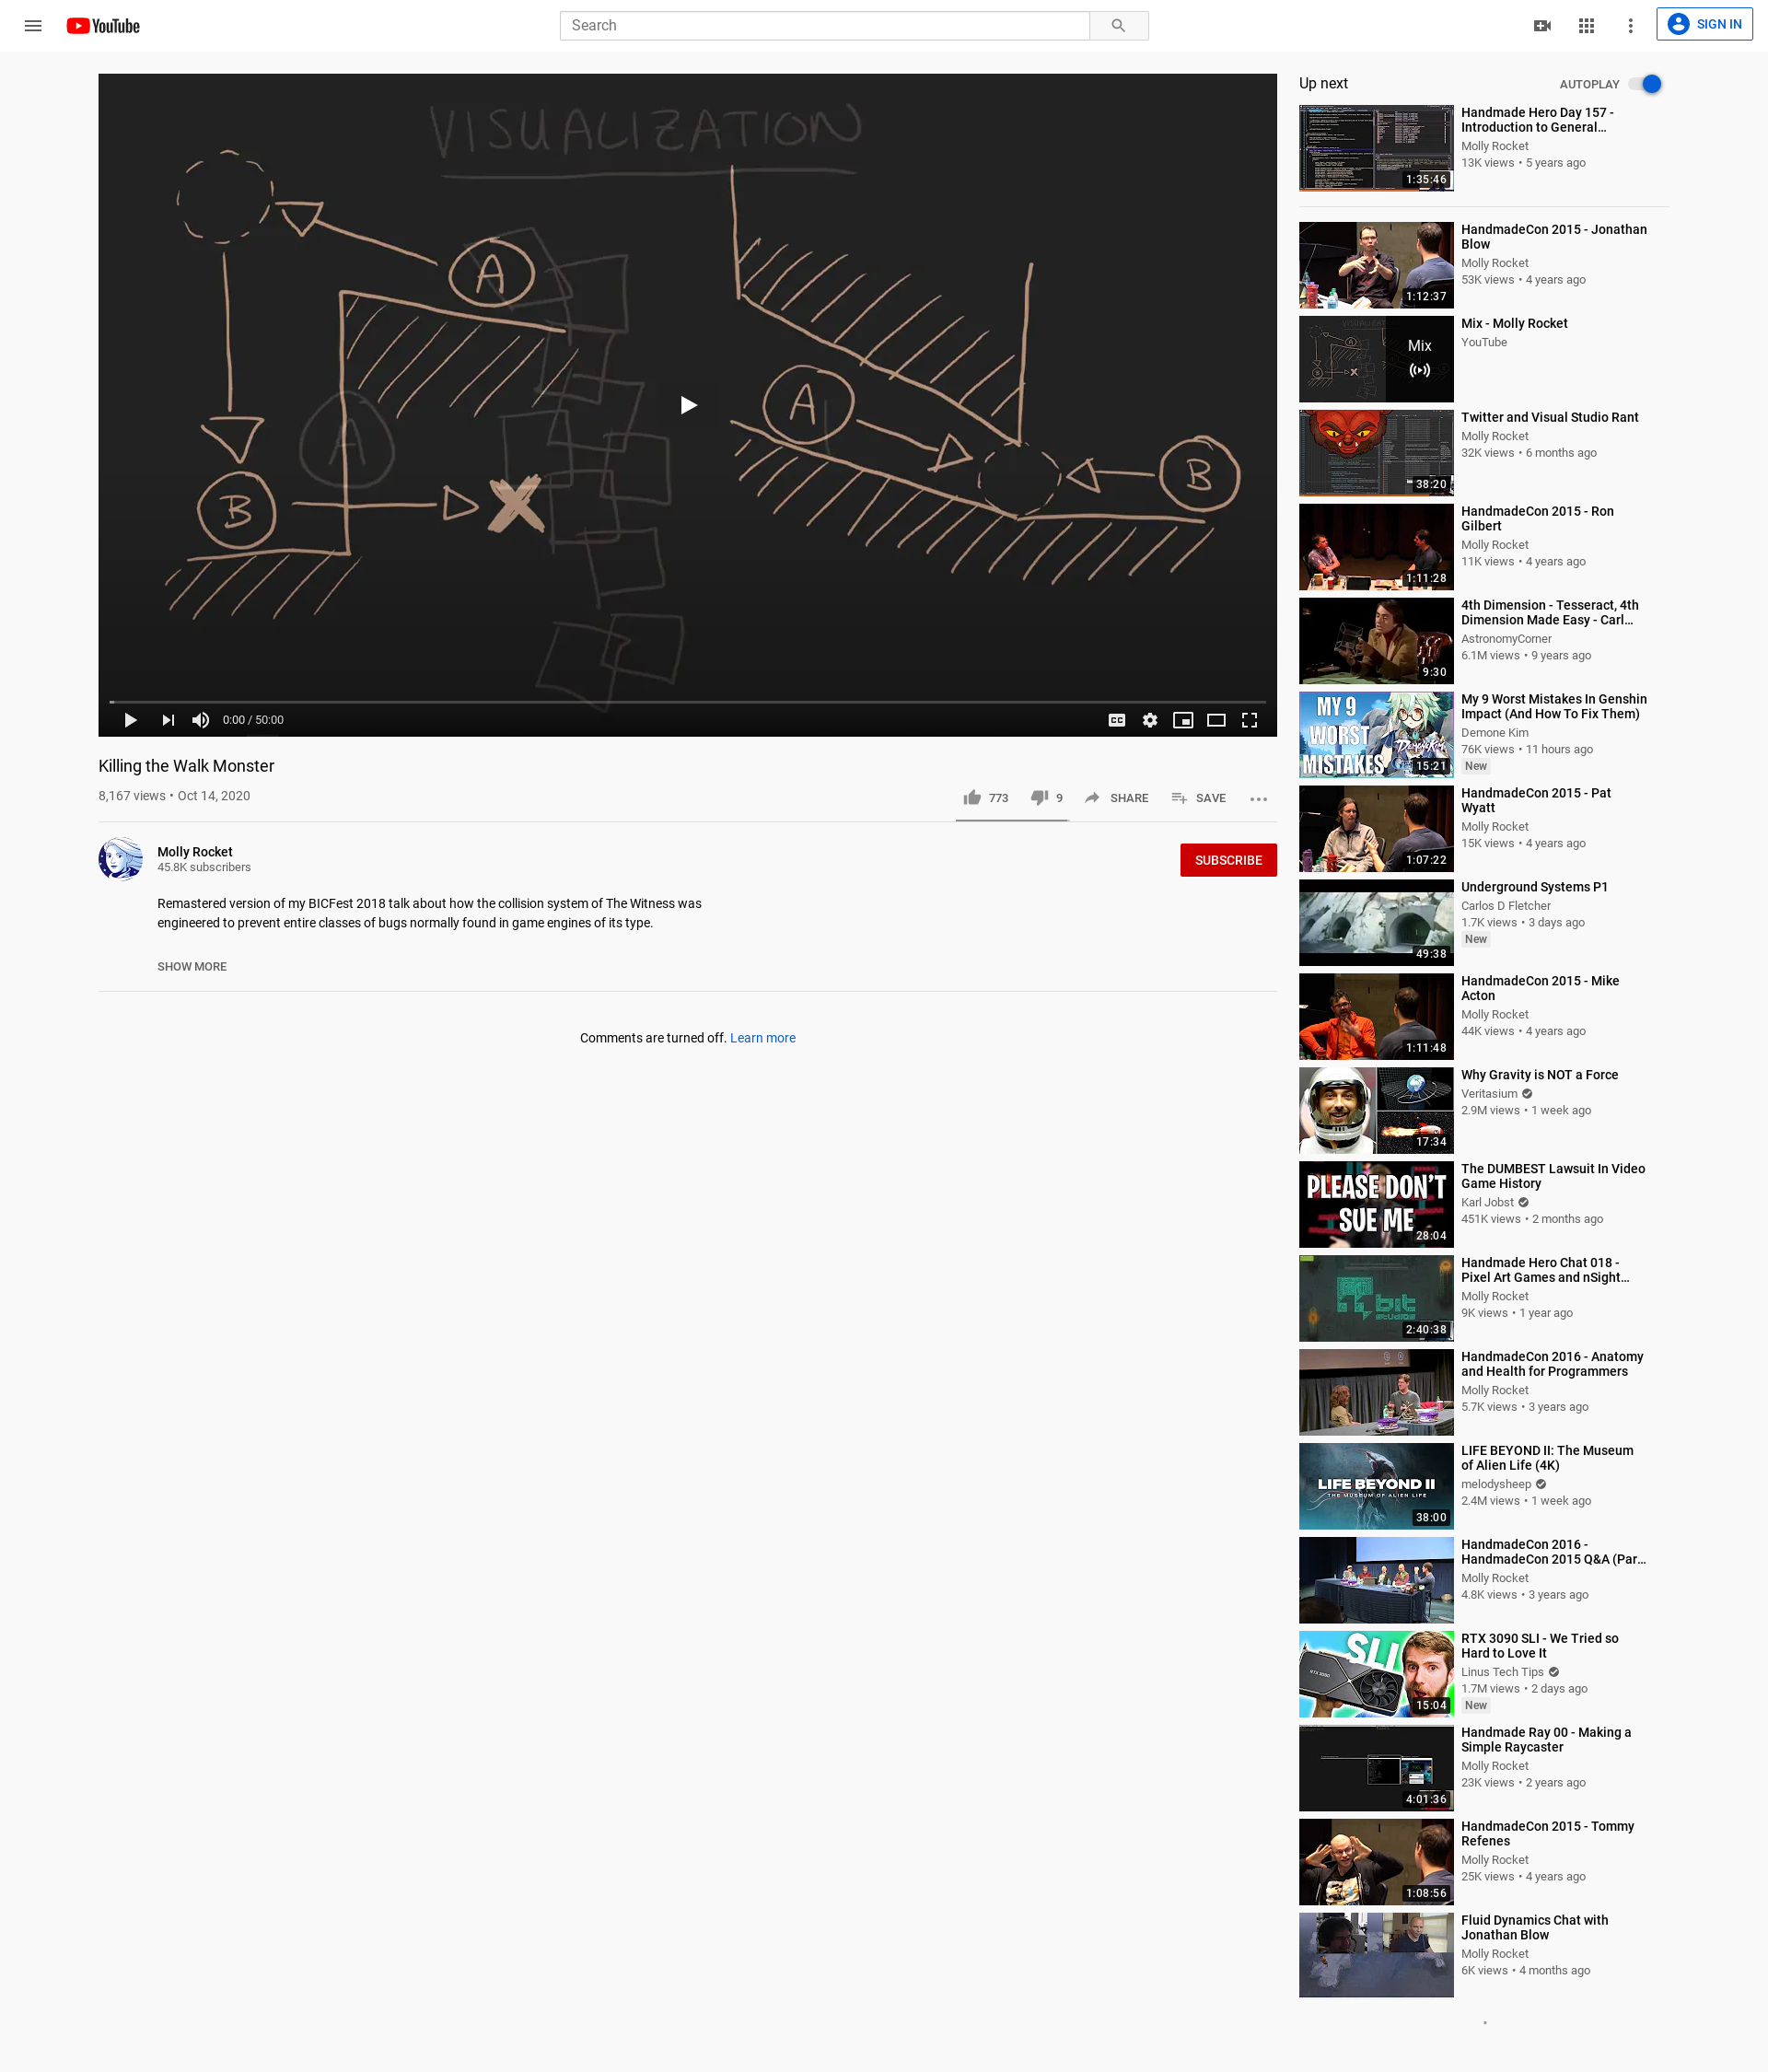 YouTube
Search
SIGN IN
VISUALIZATION
A
A
A
B
B
0:00 / 50:00
CC
Killing the Walk Monster
8,167 views • Oct 14, 2020
773
9
SHARE
SAVE
Molly Rocket
45.8K subscribers
SUBSCRIBE
Remastered version of my BICFest 2018 talk about how the collision system of The Witness was
engineered to prevent entire classes of bugs normally found in game engines of its type.
SHOW MORE
Comments are turned off. Learn more
Up next
AUTOPLAY
1:35:46
Handmade Hero Day 157 -
Introduction to General...
Molly Rocket
13K views • 5 years ago
1:12:37
HandmadeCon 2015 - Jonathan
Blow
Molly Rocket
53K views • 4 years ago
VISUALIZATION
Mix
Mix - Molly Rocket
YouTube
38:20
Twitter and Visual Studio Rant
Molly Rocket
32K views • 6 months ago
1:11:28
HandmadeCon 2015 - Ron
Gilbert
Molly Rocket
11K views • 4 years ago
9:30
4th Dimension - Tesseract, 4th
Dimension Made Easy - Carl...
AstronomyCorner
6.1M views • 9 years ago
MY 9
WORST
MISTAKES
DemoneKim
15:21
My 9 Worst Mistakes In Genshin
Impact (And How To Fix Them)
Demone Kim
76K views • 11 hours ago
New
1:07:22
HandmadeCon 2015 - Pat
Wyatt
Molly Rocket
15K views • 4 years ago
49:38
Underground Systems P1
Carlos D Fletcher
1.7K views • 3 days ago
New
1:11:48
HandmadeCon 2015 - Mike
Acton
Molly Rocket
44K views • 4 years ago
17:34
Why Gravity is NOT a Force
Veritasium
2.9M views • 1 week ago
PLEASE DON'T
SUE ME
28:04
The DUMBEST Lawsuit In Video
Game History
Karl Jobst
451K views • 2 months ago
bit
studios
2:40:38
Handmade Hero Chat 018 -
Pixel Art Games and nSight...
Molly Rocket
9K views • 1 year ago
HandmadeCon 2016 - Anatomy
and Health for Programmers
Molly Rocket
5.7K views • 3 years ago
LIFE BEYOND II
THE MUSEUM OF ALIEN LIFE
38:00
LIFE BEYOND II: The Museum
of Alien Life (4K)
melodysheep
2.4M views • 1 week ago
HandmadeCon 2016 -
HandmadeCon 2015 Q&A (Par...
Molly Rocket
4.8K views • 3 years ago
SLI
RTX 3090
15:04
RTX 3090 SLI - We Tried so
Hard to Love It
Linus Tech Tips
1.7M views • 2 days ago
New
4:01:36
Handmade Ray 00 - Making a
Simple Raycaster
Molly Rocket
23K views • 2 years ago
1:08:56
HandmadeCon 2015 - Tommy
Refenes
Molly Rocket
25K views • 4 years ago
Fluid Dynamics Chat with
Jonathan Blow
Molly Rocket
6K views • 4 months ago